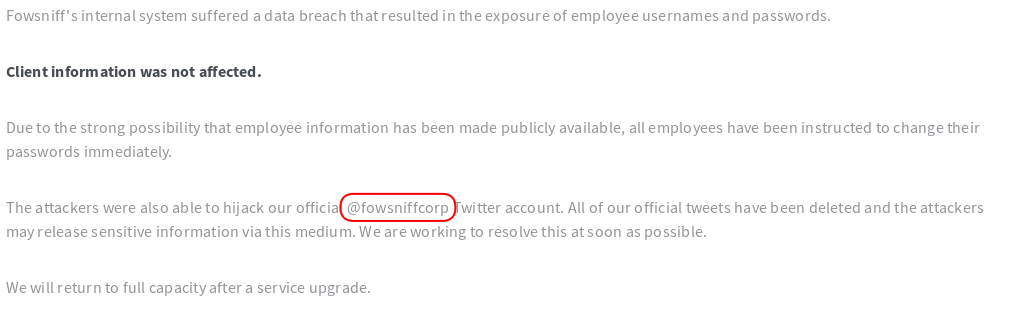 Fowsniff's internal system suffered a data breach that resulted in the exposure of employee usernames and passwords.
Client information was not affected.
Due to the strong possibility that employee information has been made publicly available, all employees have been instructed to change their
passwords immediately.
The attackers were also able to hijack our official @fowsniffcorp Twitter account. All of our official tweets have been deleted and the attackers
may release sensitive information via this medium. We are working to resolve this at soon as possible.
We will return to full capacity after a service upgrade.